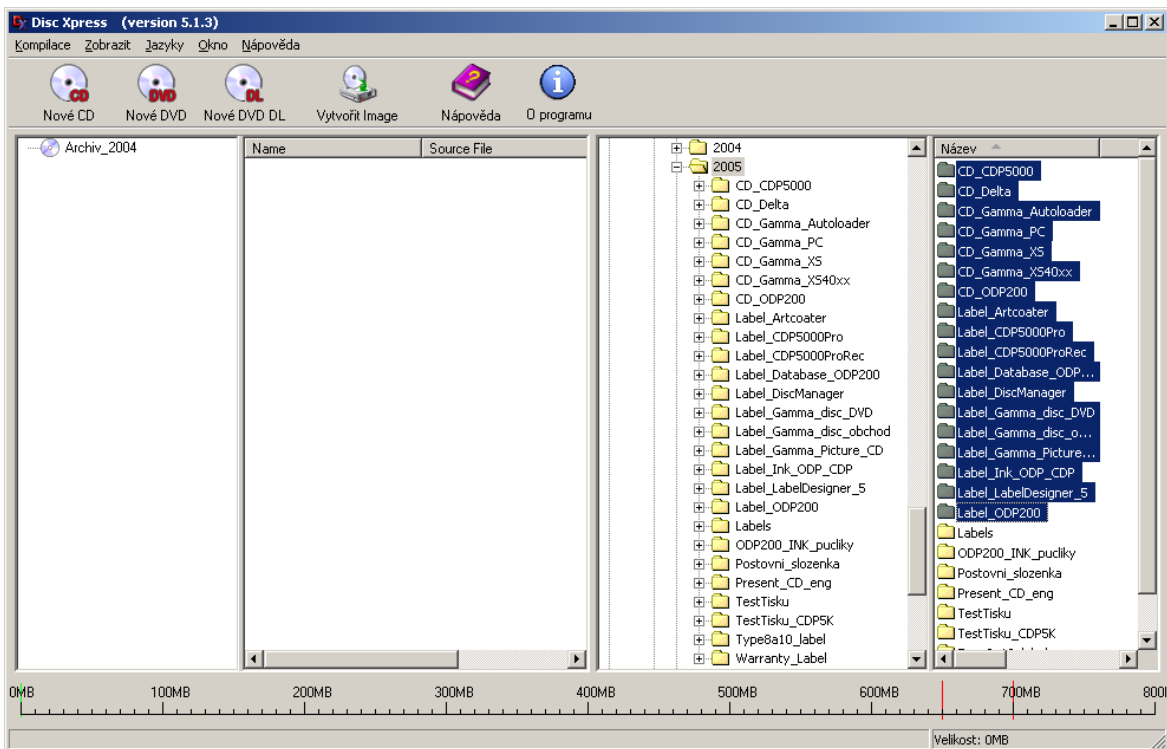 Disc Xpress (version 5.1.3)
Kompilace Zobrazit Jazyky Okno Nápověda
CD DVD DL
Nové CD Nové DVD Nové DVD DL Vytvořit Image Nápověda O programu
Archiv_2004
Name Source File
2004
2005
CD_CDP5000
CD_Delta
CD_Gamma_Autoloader
CD_Gamma_PC
CD_Gamma_XS
CD_Gamma_XS40xx
CD_ODP200
Label_Artcoater
Label_CDP5000Pro
Label_CDP5000ProRec
Label_Database_ODP200
Label_DiscManager
Label_Gamma_disc_DVD
Label_Gamma_disc_obchod
Label_Gamma_Picture_CD
Label_Ink_ODP_CDP
Label_LabelDesigner_5
Label_ODP200
Labels
ODP200_INK_pucliky
Postovni_slozenka
Present_CD_eng
TestTisku
TestTisku_CDP5K
Type8a10_label
Warranty_Label
Název
CD_CDP5000
CD_Delta
CD_Gamma_Autoloader
CD_Gamma_PC
CD_Gamma_XS
CD_Gamma_XS40xx
CD_ODP200
Label_Artcoater
Label_CDP5000Pro
Label_CDP5000ProRec
Label_Database_ODP...
Label_DiscManager
Label_Gamma_disc_DVD
Label_Gamma_disc_o...
Label_Gamma_Picture...
Label_Ink_ODP_CDP
Label_LabelDesigner_5
Label_ODP200
Labels
ODP200_INK_pucliky
Postovni_slozenka
Present_CD_eng
TestTisku
TestTisku_CDP5K
0MB 100MB 200MB 300MB 400MB 500MB 600MB 700MB 800
Velikost: 0MB